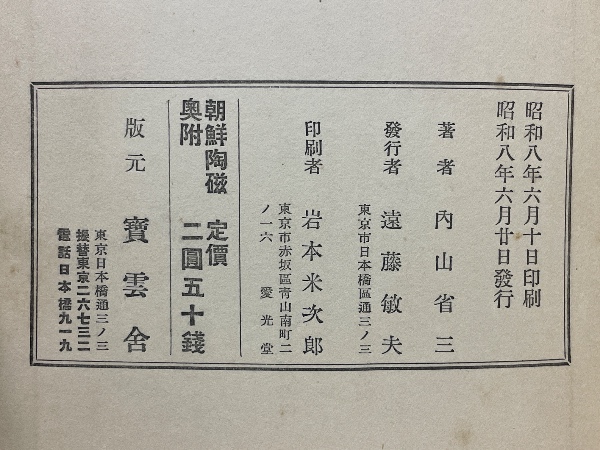 昭和八年六月十日印刷
昭和八年六月廿日發行
著者 內山省三
發行者 遠藤敏夫
東京市日本橋區通三ノ三
印刷者 岩本米次郎
東京市赤坂區靑山南町二
ノ一六 愛光堂
朝鮮陶磁 定價
奥附 二圓五十錢
版元 寶雲舍
東京日本橋通三ノ三
振替東京二六七三二
電話日本橋九一九